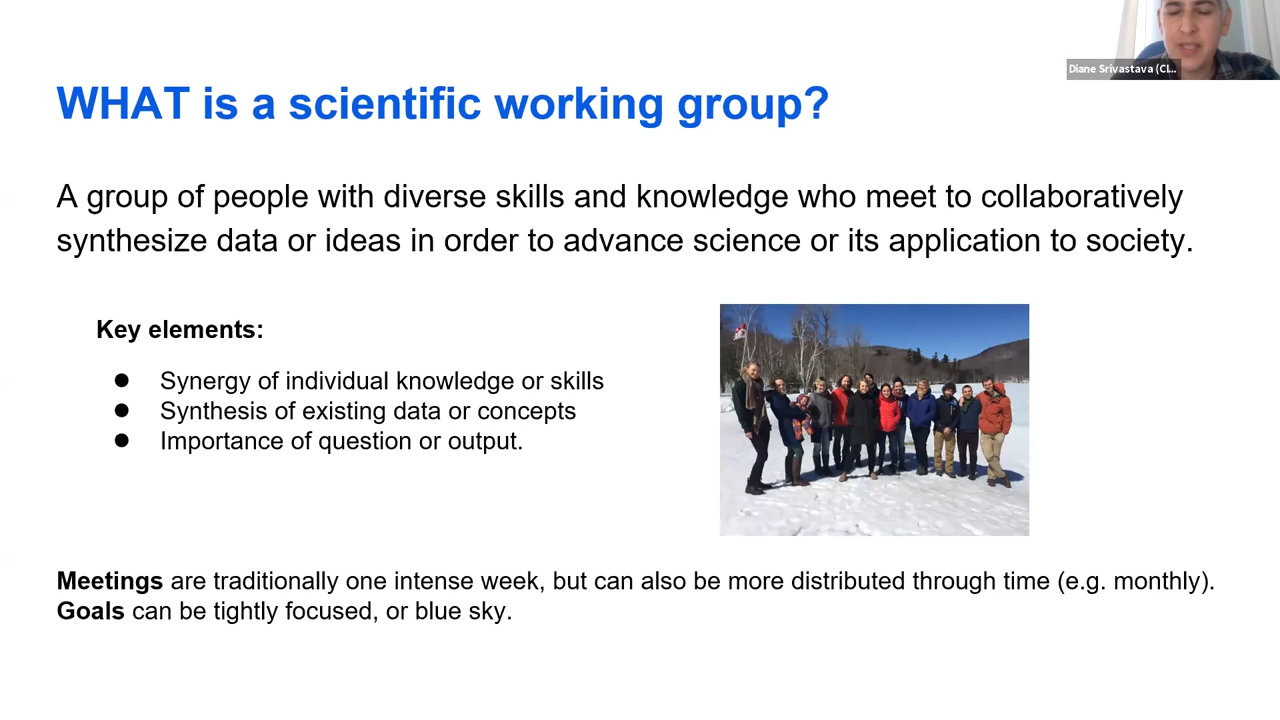 Diane Srivastava (CI...
WHAT is a scientific working group?
A group of people with diverse skills and knowledge who meet to collaboratively
synthesize data or ideas in order to advance science or its application to society.
Key elements:
● Synergy of individual knowledge or skills
● Synthesis of existing data or concepts
● Importance of question or output.
Meetings are traditionally one intense week, but can also be more distributed through time (e.g. monthly).
Goals can be tightly focused, or blue sky.